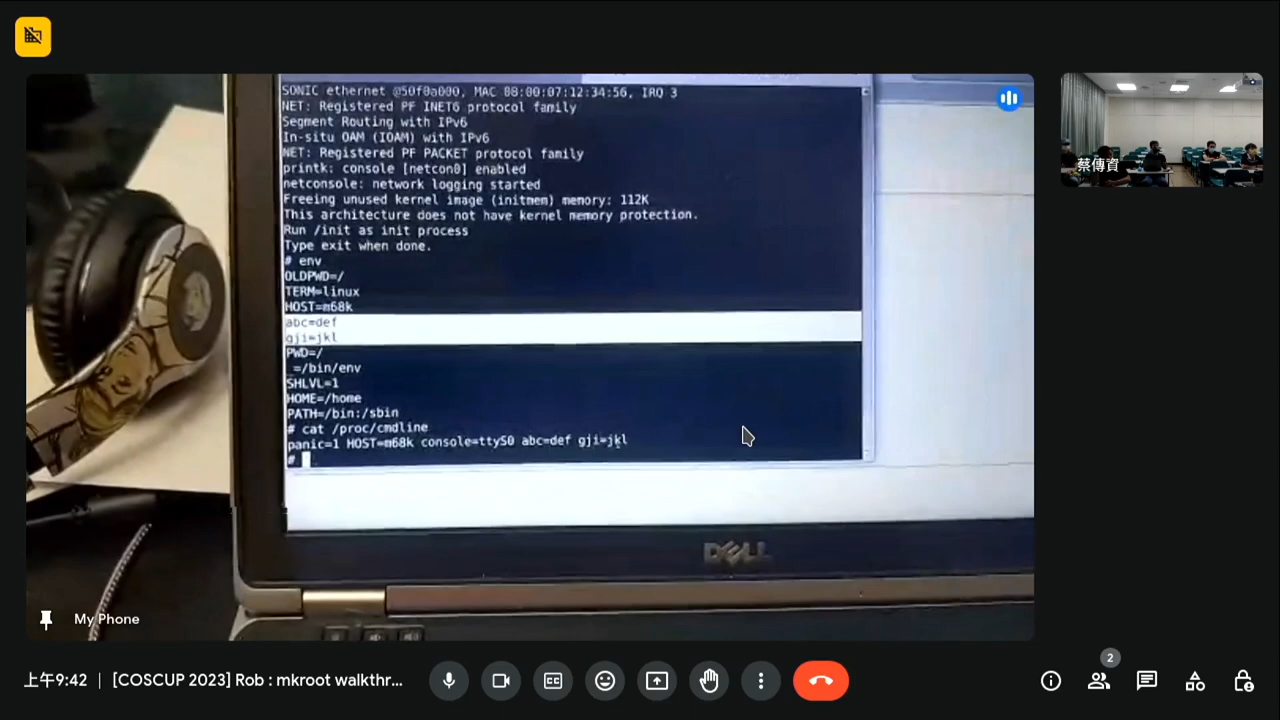 SONIC ethernet @50f0a000, MAC 08:00:07:12:34:56, IRQ 3
NET: Registered PF INET6 protocol family
Segment Routing with IPv6
In-situ OAM (IOAM) with IPv6
NET: Registered PF PACKET protocol family
printk: console [netcon0] enabled
netconsole: network logging started
Freeing unused kernel image (initmem) memory: 112K
This architecture does not have kernel memory protection.
Run /init as init process
Type exit when done.
# env
OLDPWD=/
TERM=linux
HOST=m68k
abc=def
gji=jkl
PWD=/
_=/bin/env
SHLVL=1
HOME=/home
PATH=/bin:/sbin
# cat /proc/cmdline
panic=1 HOST=m68k console=ttyS0 abc=def gji=jkl
#
DELL
My Phone
蔡傳資
上午9:42 | [COSCUP 2023] Rob : mkroot walkthr...
2